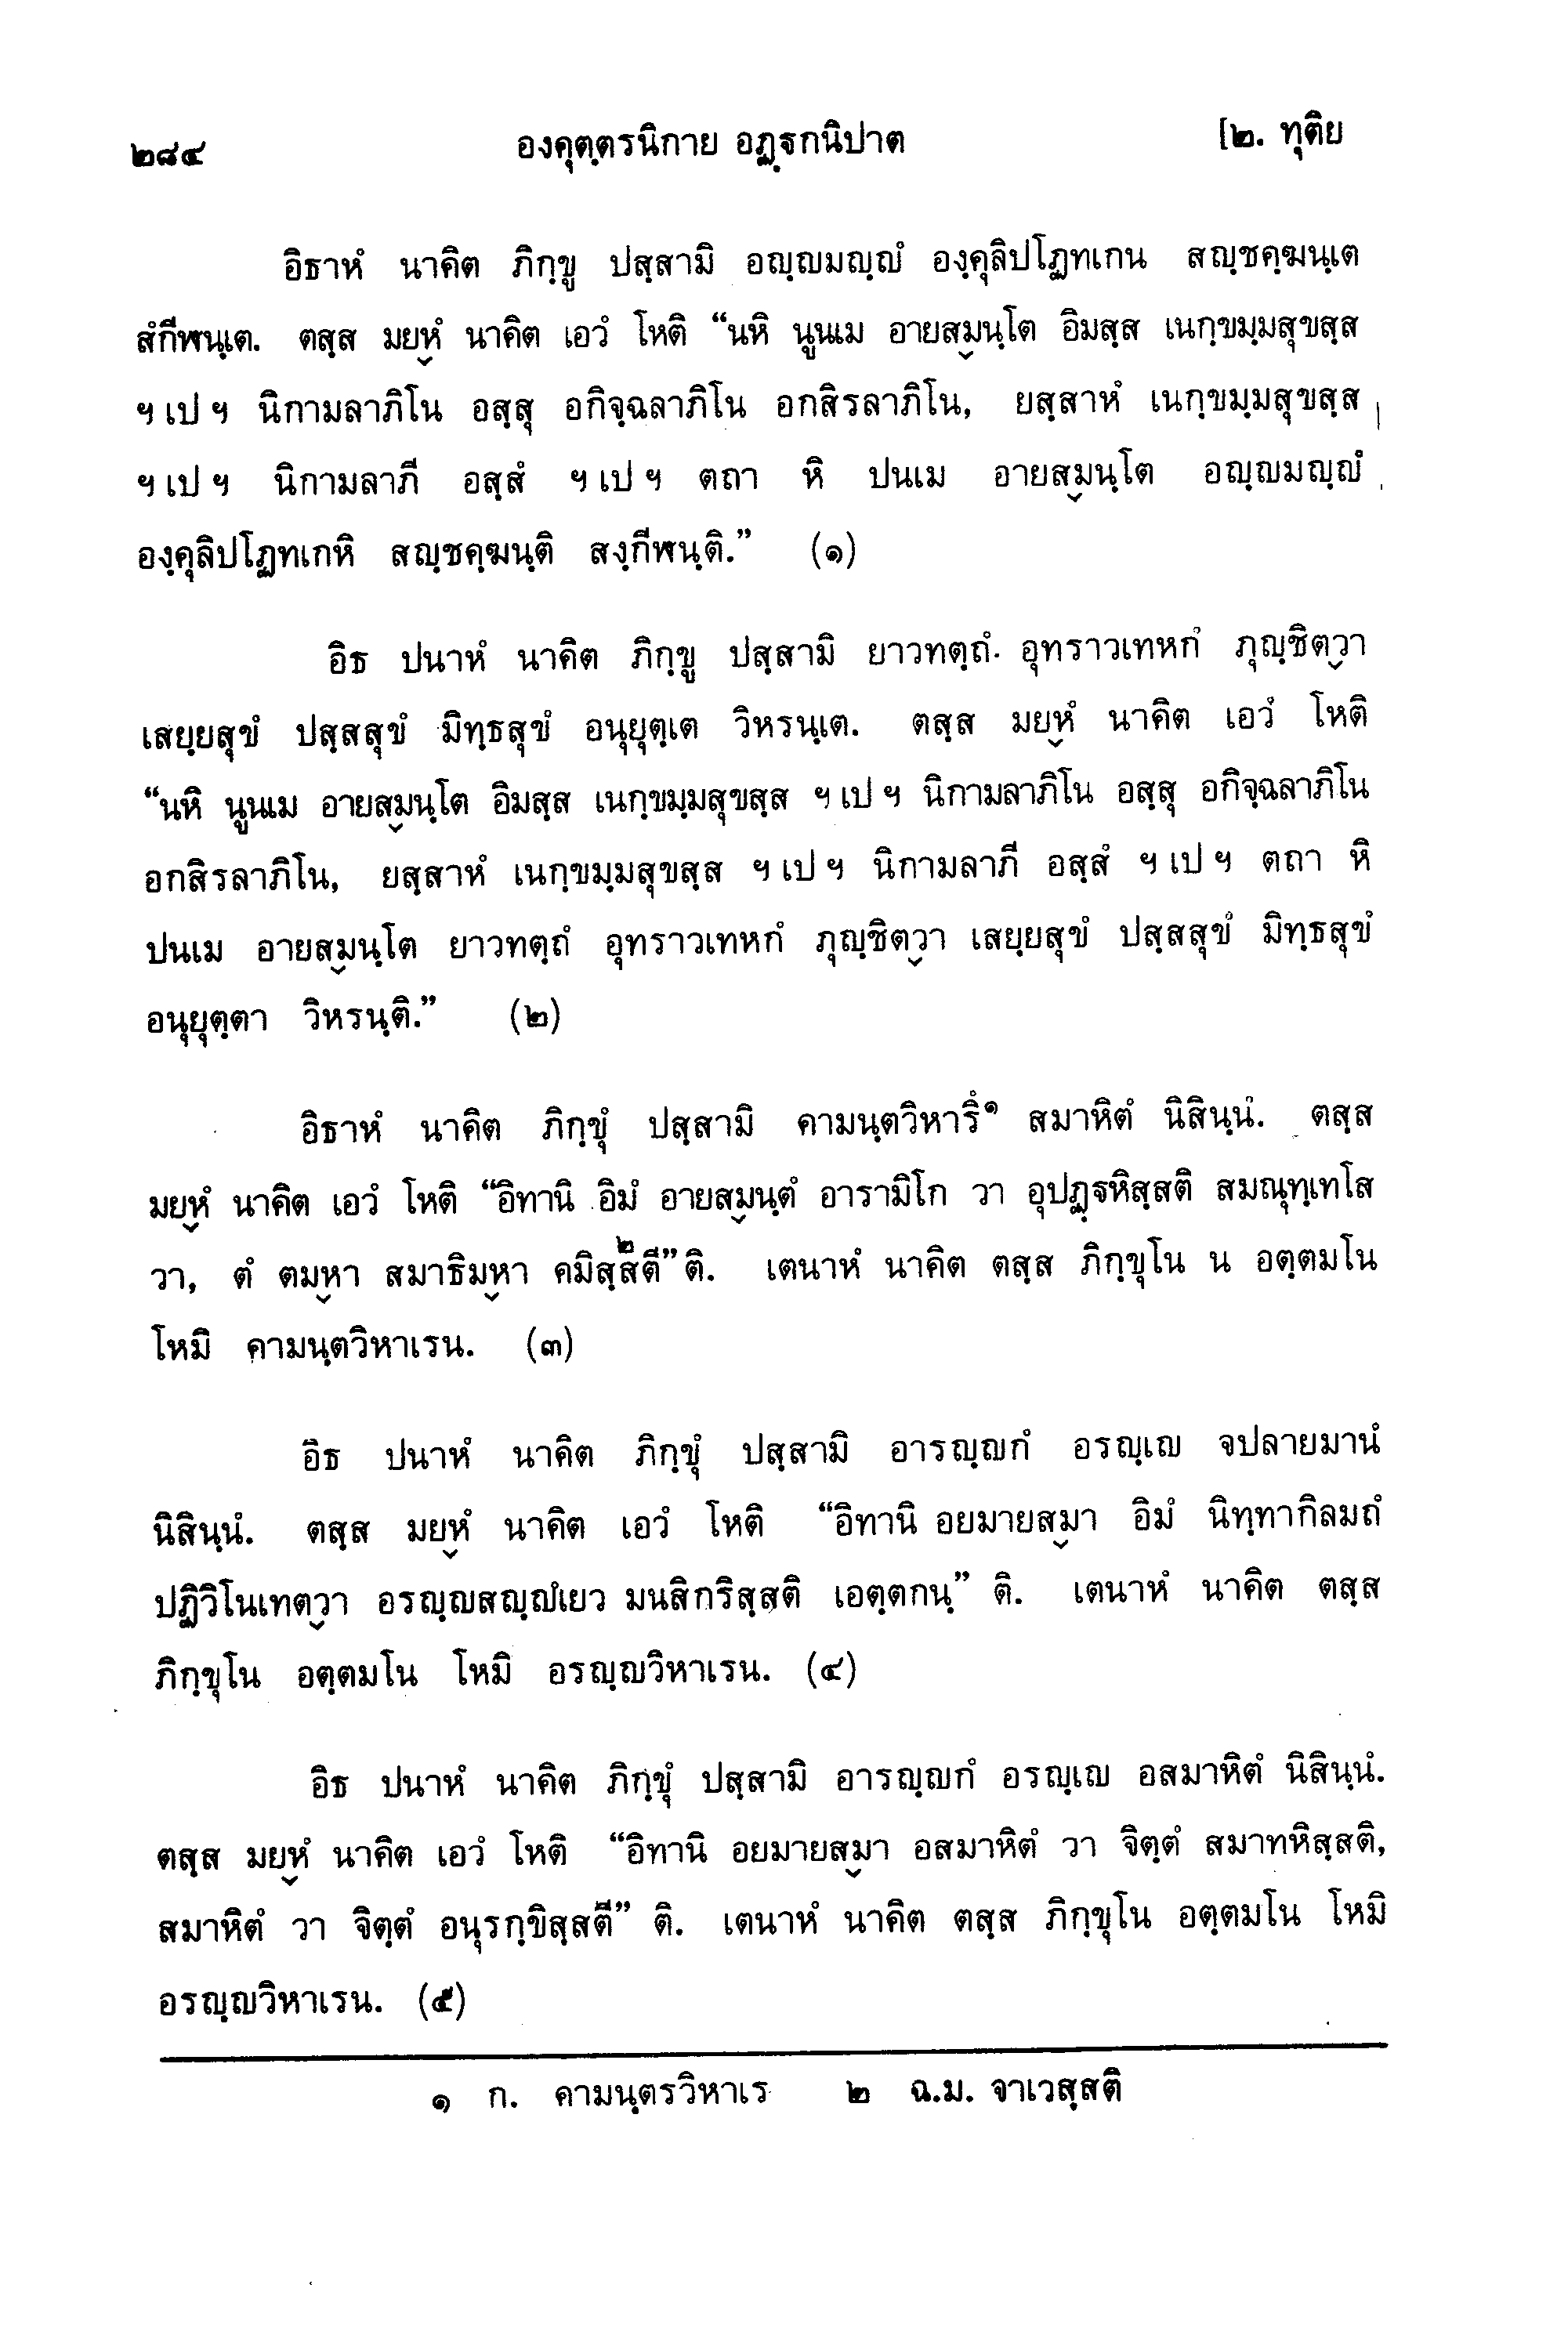 ๒๘๔ องฺคุตฺตรนิกาย อฏฺฐกนิปาต [๒. ทุติย
อิธาหํ นาคิต ภิกฺขู ปสฺสามิ อญฺญมญฺญํ องฺคุลิปโฏทเกน สญฺชคฺฆนฺเต
สํกีฬนฺเต. ตสฺส มยฺหํ นาคิต เอวํ โหติ “นหิ นูนเม อายสฺมนฺโต อิมสฺส เนกฺขมฺมสุขสฺส
ฯ เป ฯ นิกามลาภิโน อสฺสุ อกิจฺฉลาภิโน อกสิรลาภิโน, ยสฺสาหํ เนกฺขมฺมสุขสฺส
ฯ เป ฯ นิกามลาภี อสฺสํ ฯ เป ฯ ตถา หิ ปนเม อายสฺมนฺโต อญฺญมญฺญํ
องฺคุลิปโฏทเกหิ สญฺชคฺฆนฺติ สงฺกีฬนฺติ.” (๑)
อิธ ปนาหํ นาคิต ภิกฺขู ปสฺสามิ ยาวทตฺถํ อุทราวเทหกํ ภุญฺชิตฺวา
เสยฺยสุขํ ปสฺสสุขํ มิทฺธสุขํ อนุยุตฺเต วิหรนฺเต. ตสฺส มยฺหํ นาคิต เอวํ โหติ
“นหิ นูนเม อายสฺมนฺโต อิมสฺส เนกฺขมฺมสุขสฺส ฯ เป ฯ นิกามลาภิโน อสฺสุ อกิจฺฉลาภิโน
อกสิรลาภิโน, ยสฺสาหํ เนกฺขมฺมสุขสฺส ฯ เป ฯ นิกามลาภี อสฺสํ ฯ เป ฯ ตถา หิ
ปนเม อายสฺมนฺโต ยาวทตฺถํ อุทราวเทหกํ ภุญฺชิตฺวา เสยฺยสุขํ ปสฺสสุขํ มิทฺธสุขํ
อนุยุตฺตา วิหรนฺติ.” (๒)
อิธาหํ นาคิต ภิกฺขุํ ปสฺสามิ คามนฺตวิหารึ๑ สมาหิตํ นิสินฺนํ. ตสฺส
มยฺหํ นาคิต เอวํ โหติ “อิทานิ อิมํ อายสฺมนฺตํ อารามิโก วา อุปฏฺฐหิสฺสติ สมณุทฺเทโส
วา, ตํ ตมฺหา สมาธิมฺหา คมิสฺสตี๒” ติ. เตนาหํ นาคิต ตสฺส ภิกฺขุโน น อตฺตมโน
โหมิ คามนฺตวิหาเรน. (๓)
อิธ ปนาหํ นาคิต ภิกฺขุํ ปสฺสามิ อารญฺญกํ อรญฺเญ จปลายมานํ
นิสินฺนํ. ตสฺส มยฺหํ นาคิต เอวํ โหติ “อิทานิ อยมายสฺมา อิมํ นิทฺทากิลมถํ
ปฏิวิโนเทตฺวา อรญฺญสญฺญํเยว มนสิกริสฺสติ เอตฺตกนฺ” ติ. เตนาหํ นาคิต ตสฺส
ภิกฺขุโน อตฺตมโน โหมิ อรญฺญวิหาเรน. (๔)
อิธ ปนาหํ นาคิต ภิกฺขุํ ปสฺสามิ อารญฺญกํ อรญฺเญ อสมาหิตํ นิสินฺนํ.
ตสฺส มยฺหํ นาคิต เอวํ โหติ “อิทานิ อยมายสฺมา อสมาหิตํ วา จิตฺตํ สมาทหิสฺสติ,
สมาหิตํ วา จิตฺตํ อนุรกฺขิสฺสตี” ติ. เตนาหํ นาคิต ตสฺส ภิกฺขุโน อตฺตมโน โหมิ
อรญฺญวิหาเรน. (๕)
๑ ก. คามนฺตรวิหาเร ๒ ฉ.ม. จาเวสฺสติ